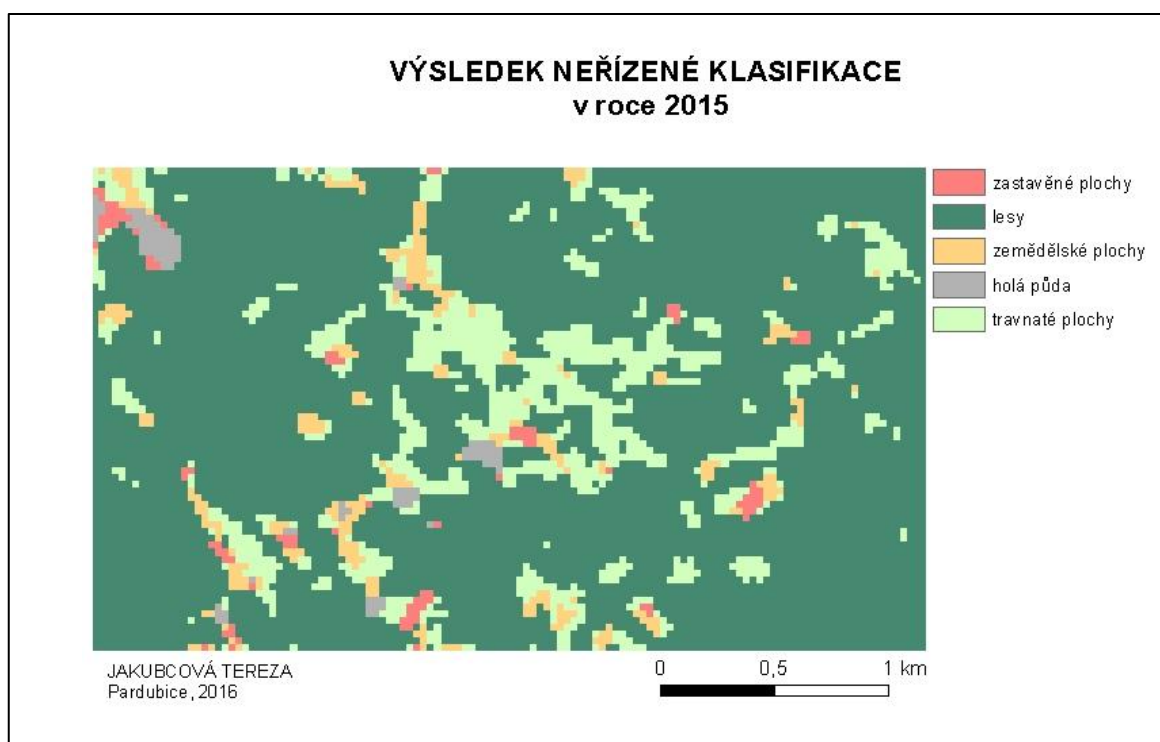 VÝSLEDEK NEŘÍZENÉ KLASIFIKACE
v roce 2015
zastavěné plochy
lesy
zemědělské plochy
holá půda
travnaté plochy
JAKUBCOVÁ TEREZA
Pardubice, 2016
0 0,5 1 km